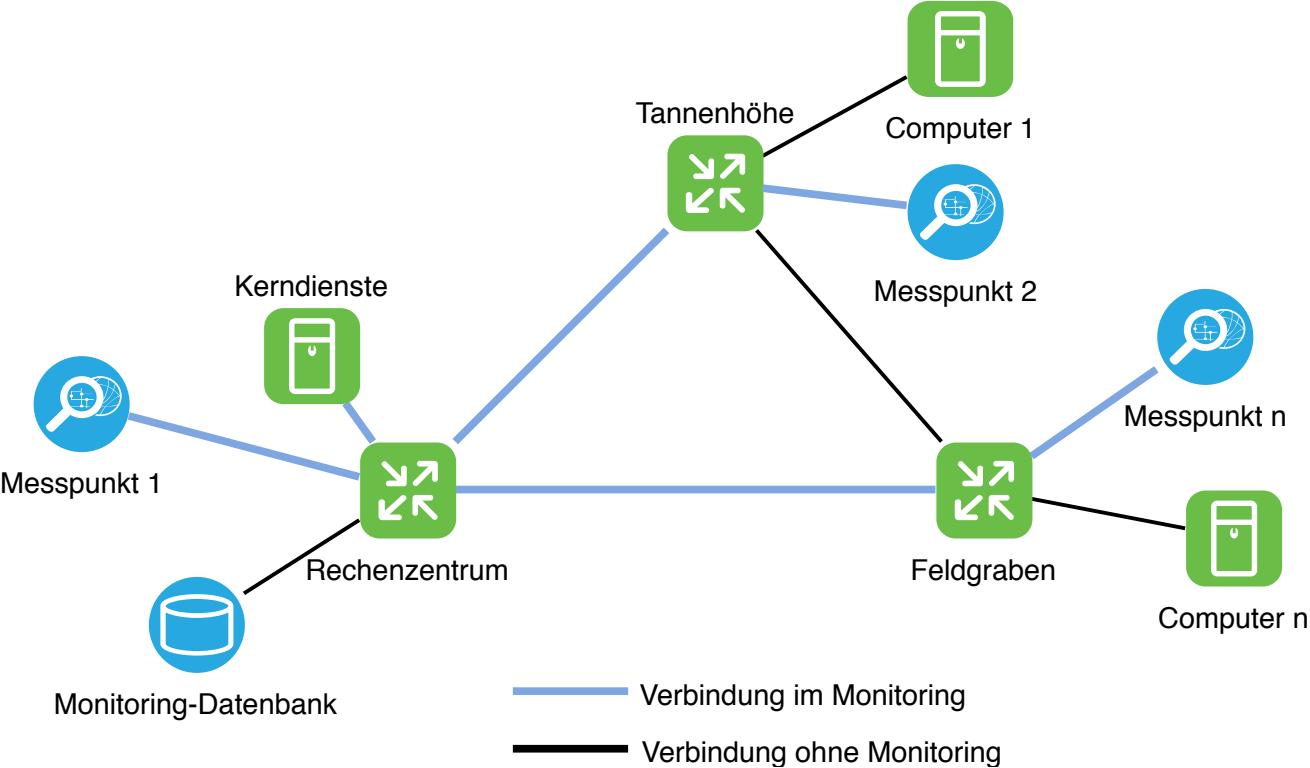 Tannenhöhe
Computer 1
Kerndienste
Messpunkt 2
Messpunkt n
Messpunkt 1
Rechenzentrum
Feldgraben
Computer n
Monitoring-Datenbank
Verbindung im Monitoring
Verbindung ohne Monitoring